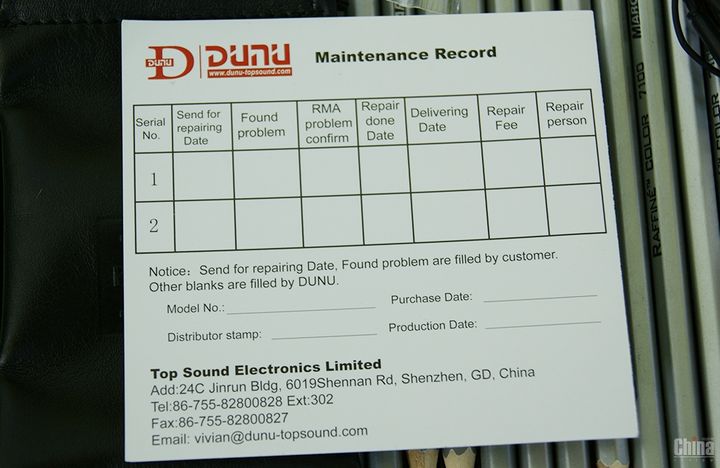 DUNU
DUNU
www.dunu-topsound.com
Maintenance Record
Serial No.
Send for repairing Date
Found problem
RMA problem confirm
Repair done Date
Delivering Date
Repair Fee
Repair person
1
2
Notice: Send for repairing Date, Found problem are filled by customer.
Other blanks are filled by DUNU.
Model No.:
Purchase Date:
Distributor stamp:
Production Date:
Top Sound Electronics Limited
Add:24C Jinrun Bldg, 6019Shennan Rd, Shenzhen, GD, China
Tel:86-755-82800828 Ext:302
Fax:86-755-82800827
Email: vivian@dunu-topsound.com
RAFFINÉ™ COLOR 7100 MARC
China